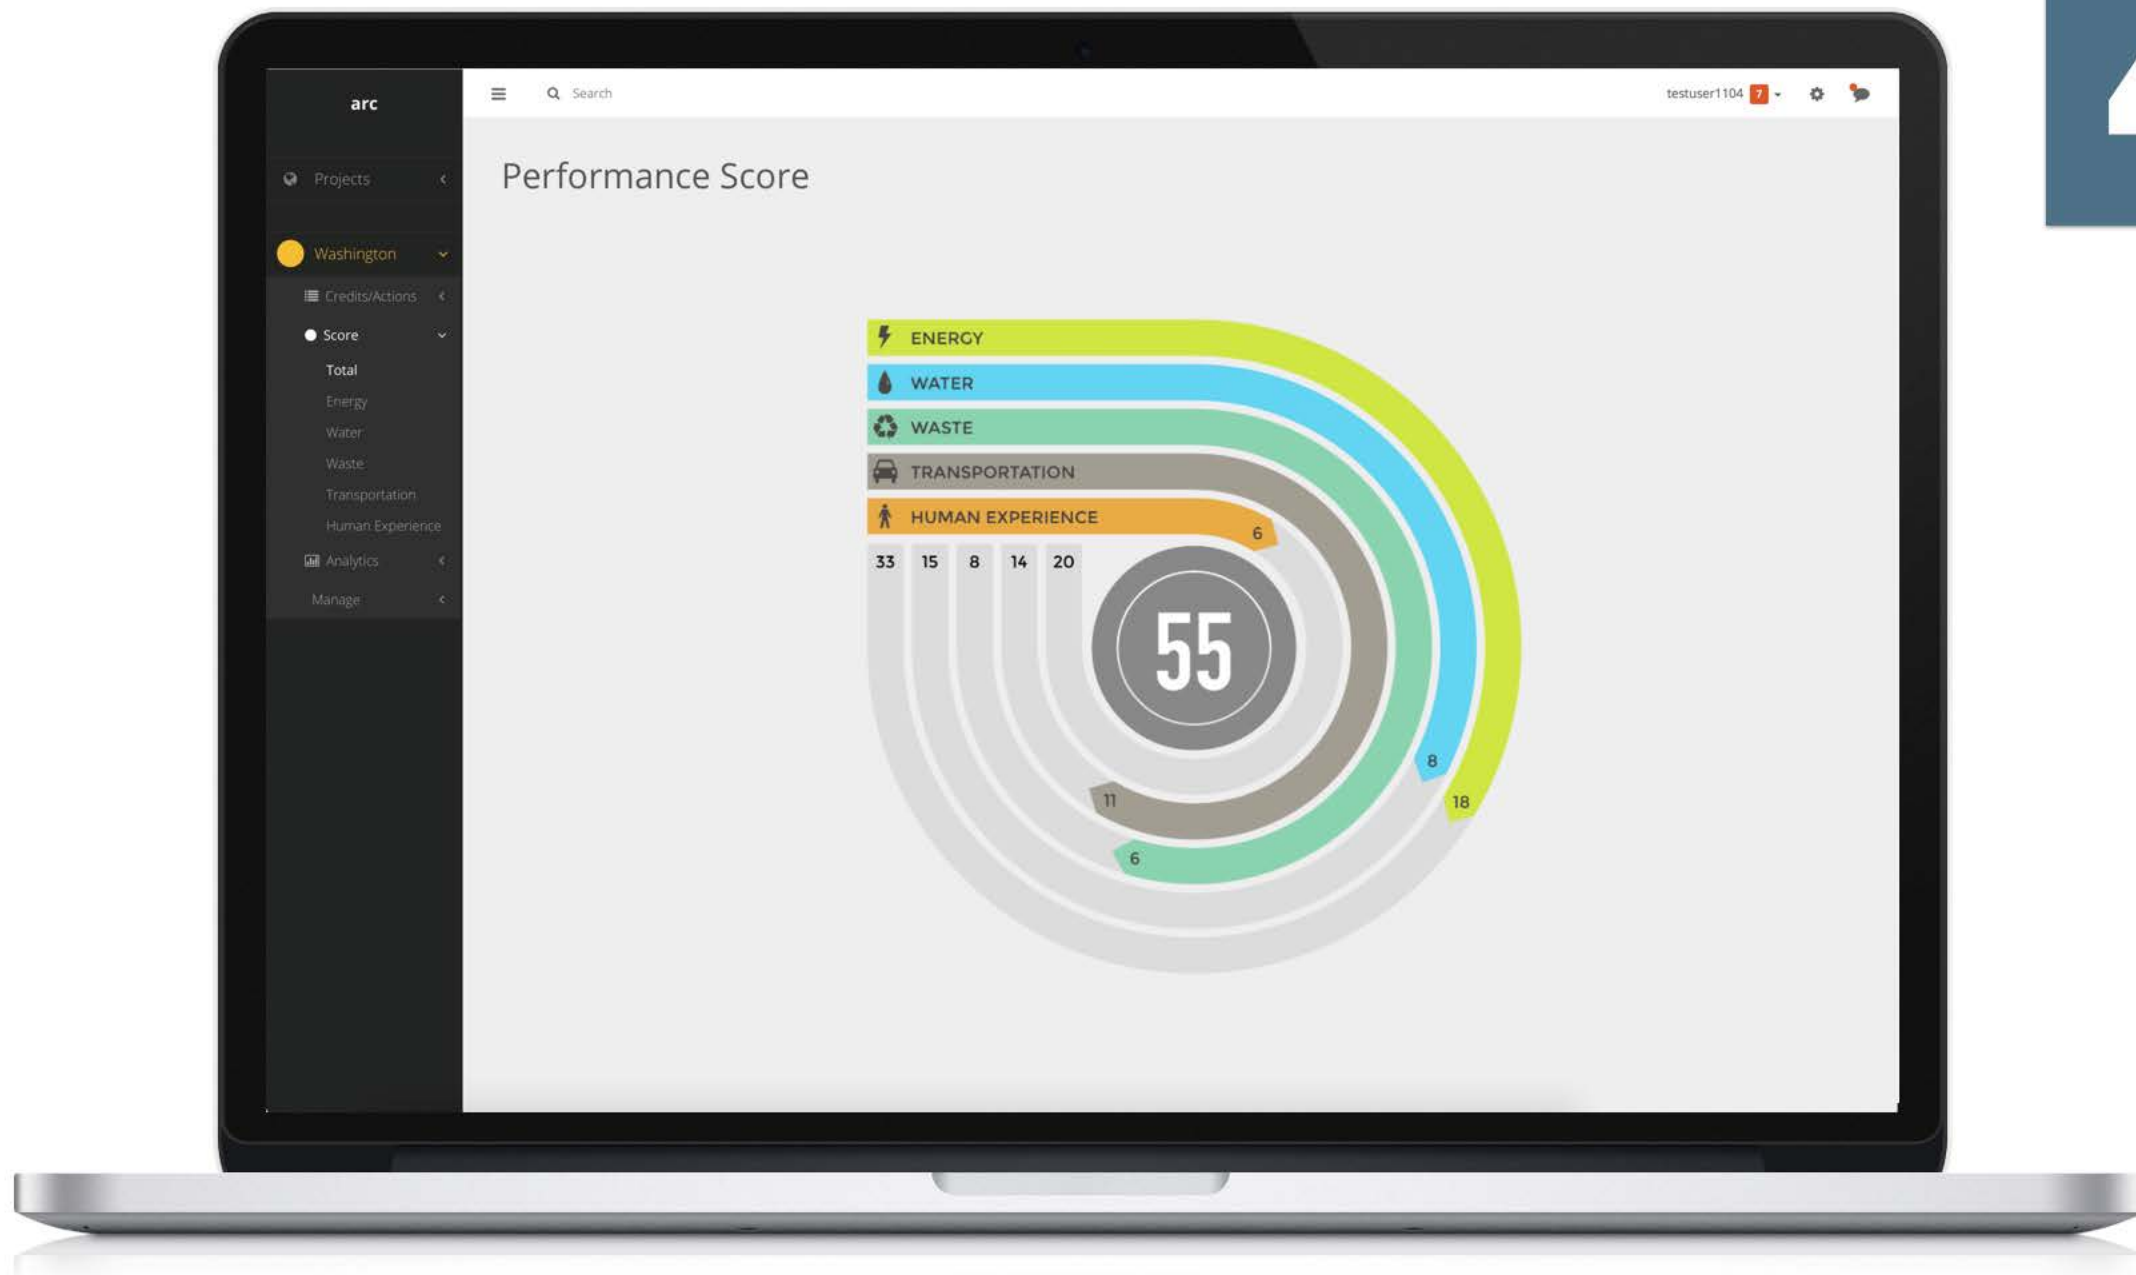 arc
Search
testuser1104 7
Performance Score
Projects
Washington
Credits/Actions
Score
Total
Energy
Water
Waste
Transportation
Human Experience
Analytics
Manage
ENERGY
WATER
WASTE
TRANSPORTATION
HUMAN EXPERIENCE 6
33 15 8 14 20
55
8
11
18
6